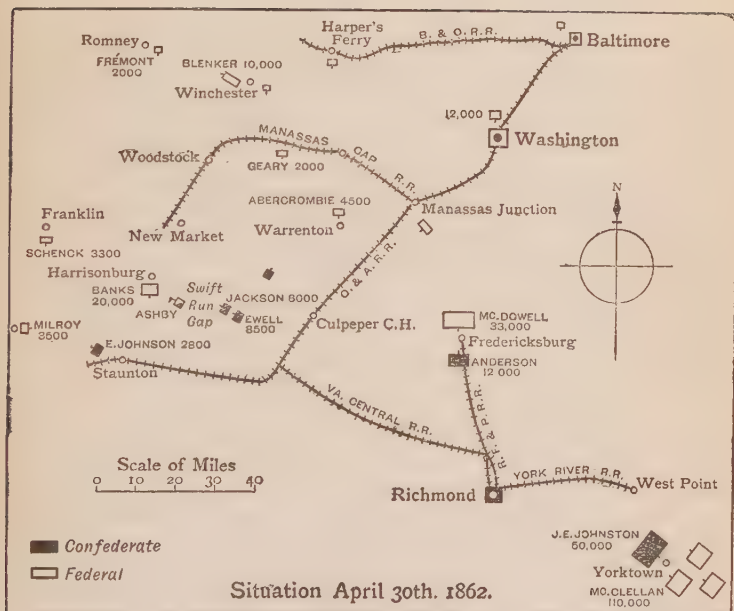 Romney
FRÉMONT
2000
BLENKER 10,000
Winchester
Harper's
Ferry
B. & O. R.R.
Baltimore
12,000
Washington
MANASSAS GAP R.R.
Woodstock
GEARY 2000
ABERCROMBIE 4500
Warrenton
Manassas Junction
N
Franklin
SCHENCK 3300
New Market
Harrisonburg
BANKS
20,000
ASHBY
Swift
Run
Gap
JACKSON 6000
EWELL
8500
O. & A. R.R.
Culpeper C.H.
MC.DOWELL
33,000
Fredericksburg
ANDERSON
12 000
MILROY
3500
E.JOHNSON 2800
Staunton
VA. CENTRAL R.R.
R.F. & P.R.R.
YORK RIVER R.R.
West Point
Richmond
Scale of Miles
0 10 20 30 40
J.E.JOHNSTON
50,000
Yorktown
MC.CLELLAN
110,000
Confederate
Federal
Situation April 30th. 1862.